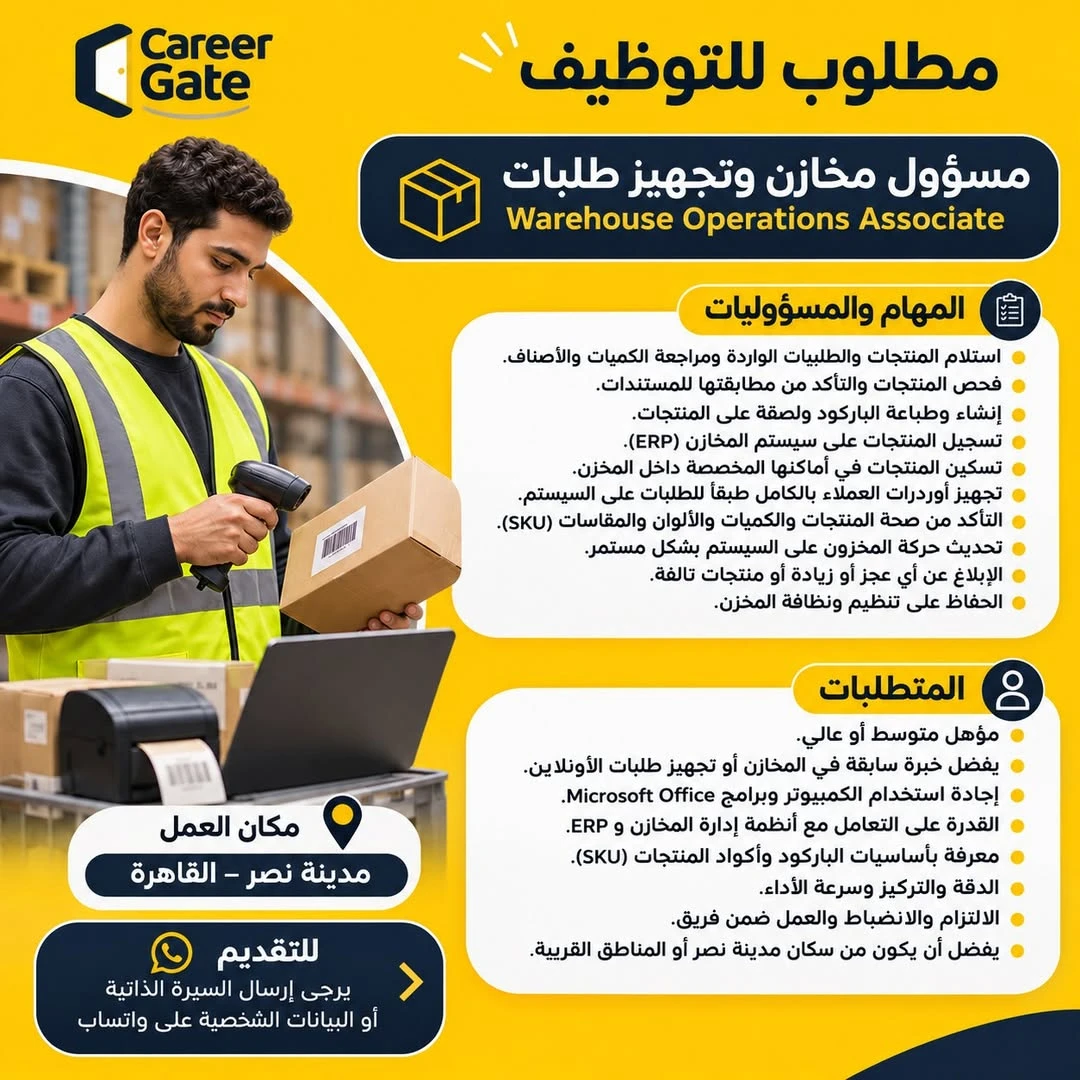 Career
Gate
مطلوب للتوظيف
مسؤول مخازن وتجهيز طلبات
Warehouse Operations Associate
المهام والمسؤوليات
استلام المنتجات والطلبيات الواردة ومراجعة الكميات والأصناف.
فحص المنتجات والتأكد من مطابقتها للمستندات.
إنشاء وطباعة الباركود ولصقة على المنتجات.
تسجيل المنتجات على سيستم المخازن (ERP).
تسكين المنتجات في أماكنها المخصصة داخل المخزن.
تجهيز أوردرات العملاء بالكامل طبقاً للطلبات على السيستم.
التأكد من صحة المنتجات والكميات والألوان والمقاسات (SKU).
تحديث حركة المخزون على السيستم بشكل مستمر.
الإبلاغ عن أي عجز أو زيادة أو منتجات تالفة.
الحفاظ على تنظيم ونظافة المخزن.
المتطلبات
مؤهل متوسط أو عالي.
يفضل خبرة سابقة في المخازن أو تجهيز طلبات الأونلاين.
إجادة استخدام الكمبيوتر وبرامج Microsoft Office.
القدرة على التعامل مع أنظمة إدارة المخازن و ERP.
معرفة بأساسيات الباركود وأكواد المنتجات (SKU).
الدقة والتركيز وسرعة الأداء.
الالتزام والانضباط والعمل ضمن فريق.
يفضل أن يكون من سكان مدينة نصر أو المناطق القريبة.
مكان العمل
مدينة نصر – القاهرة
للتقديم
يرجى إرسال السيرة الذاتية
أو البيانات الشخصية على واتساب